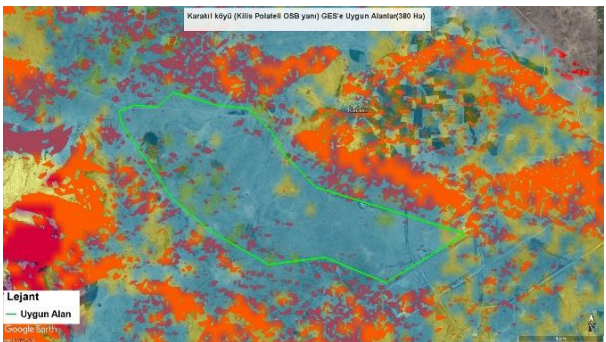 Karakıl köyü (Kilis Polateli OSB yanı) GES'e Uygun Alanlar(380 Ha)
Lejant
Uygun Alan
Google Earth
N